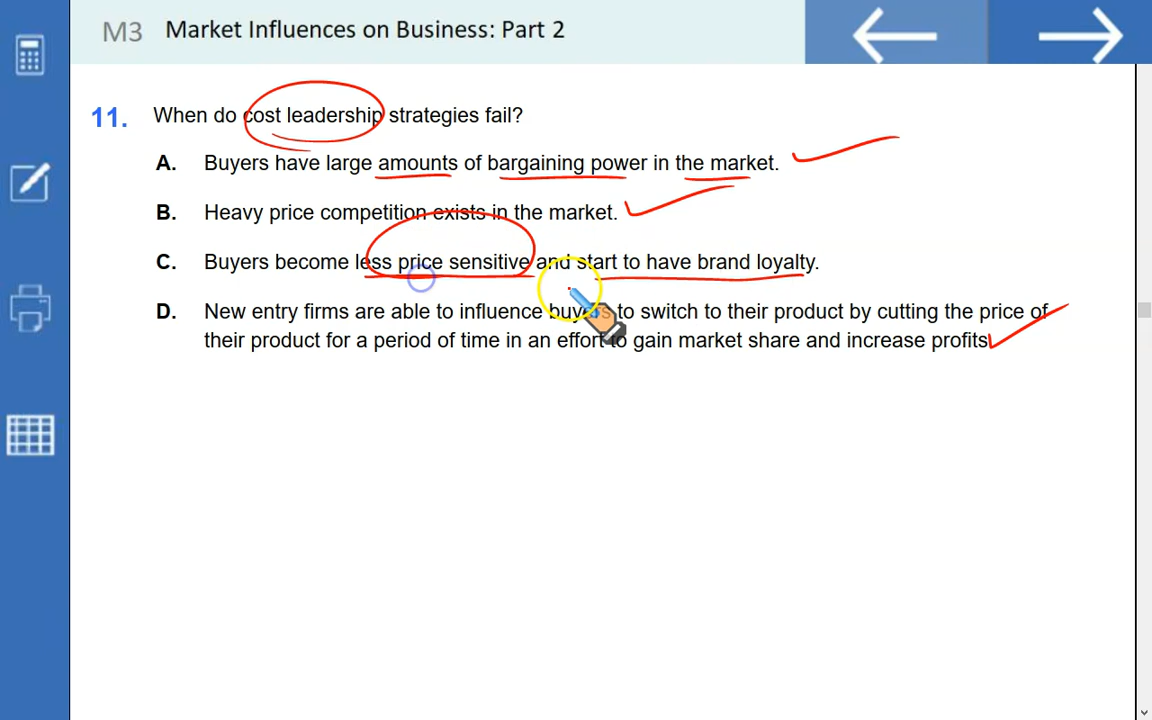 M3 Market Influences on Business: Part 2
11. When do cost leadership strategies fail?
A. Buyers have large amounts of bargaining power in the market.
B. Heavy price competition exists in the market.
C. Buyers become less price sensitive and start to have brand loyalty.
D. New entry firms are able to influence buyers to switch to their product by cutting the price of
their product for a period of time in an effort to gain market share and increase profits.